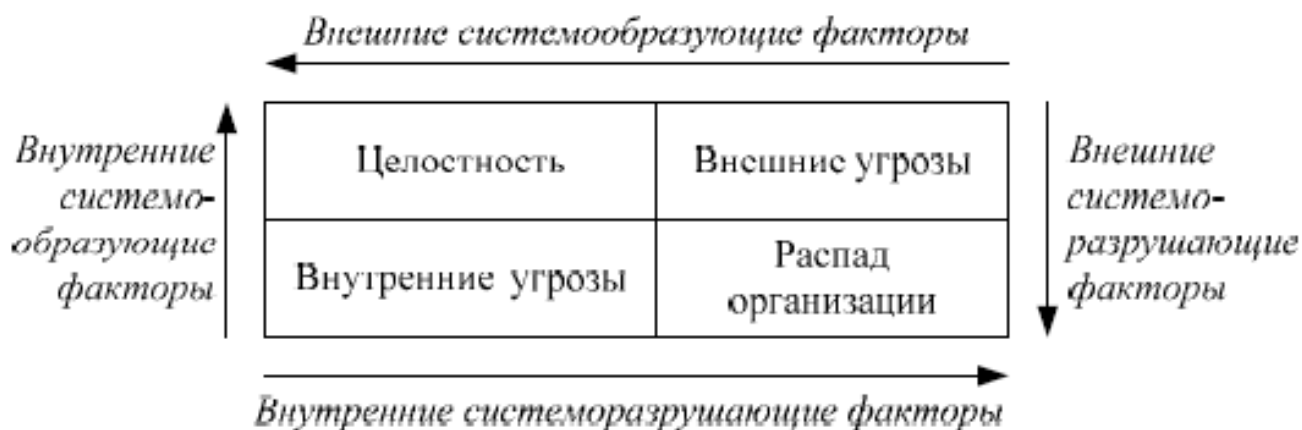 Внешние системообразующие факторы
Внутренние
системо-
образующие
факторы
Целостность
Внешние угрозы
Внутренние угрозы
Распад
организации
Внешние
системо-
разрушающие
факторы
Внутренние системоразрушающие факторы